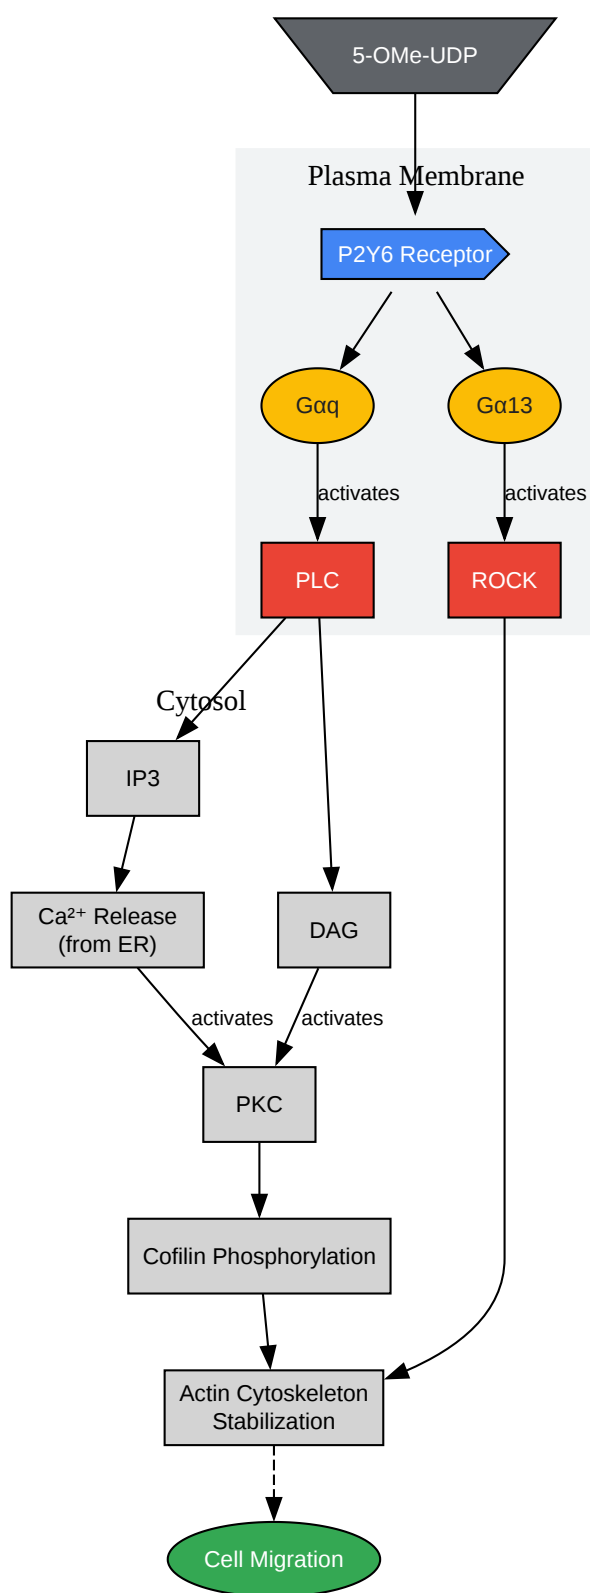 5-OMe-UDP
Plasma Membrane
P2Y6 Receptor
Gαq
Gα13
activates
activates
PLC
ROCK
Cytosol
IP3
Ca²⁺ Release
(from ER)
DAG
activates
activates
PKC
Cofilin Phosphorylation
Actin Cytoskeleton
Stabilization
Cell Migration